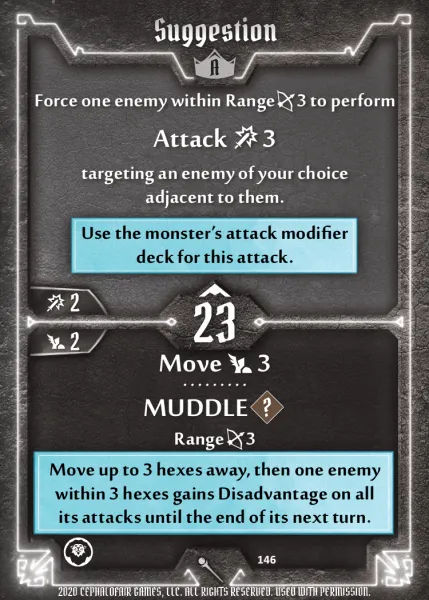 Suggestion
A
Force one enemy within Range 3 to perform
Attack 3
targeting an enemy of your choice
adjacent to them.
Use the monster's attack modifier
deck for this attack.
2
23
2
Move 3
MUDDLE ?
Range 3
Move up to 3 hexes away, then one enemy
within 3 hexes gains Disadvantage on all
its attacks until the end of its next turn.
146
2020 CEPHALOFAIR GAMES, LLC. ALL RIGHTS RESERVED. USED WITH PERMISSION.